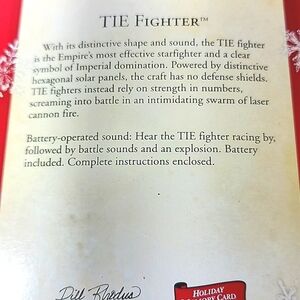 TIE FIGHTER™
With its distinctive shape and sound, the TIE fighter
is the Empire's most effective starfighter and a clear
symbol of Imperial domination. Powered by distinctive
hexagonal solar panels, the craft has no defense shields.
TIE fighters instead rely on strength in numbers,
screaming into battle in an intimidating swarm of laser
cannon fire.
Battery-operated sound: Hear the TIE fighter racing by,
followed by battle sounds and an explosion. Battery
included. Complete instructions enclosed.
HOLIDAY
MEMORY CARD